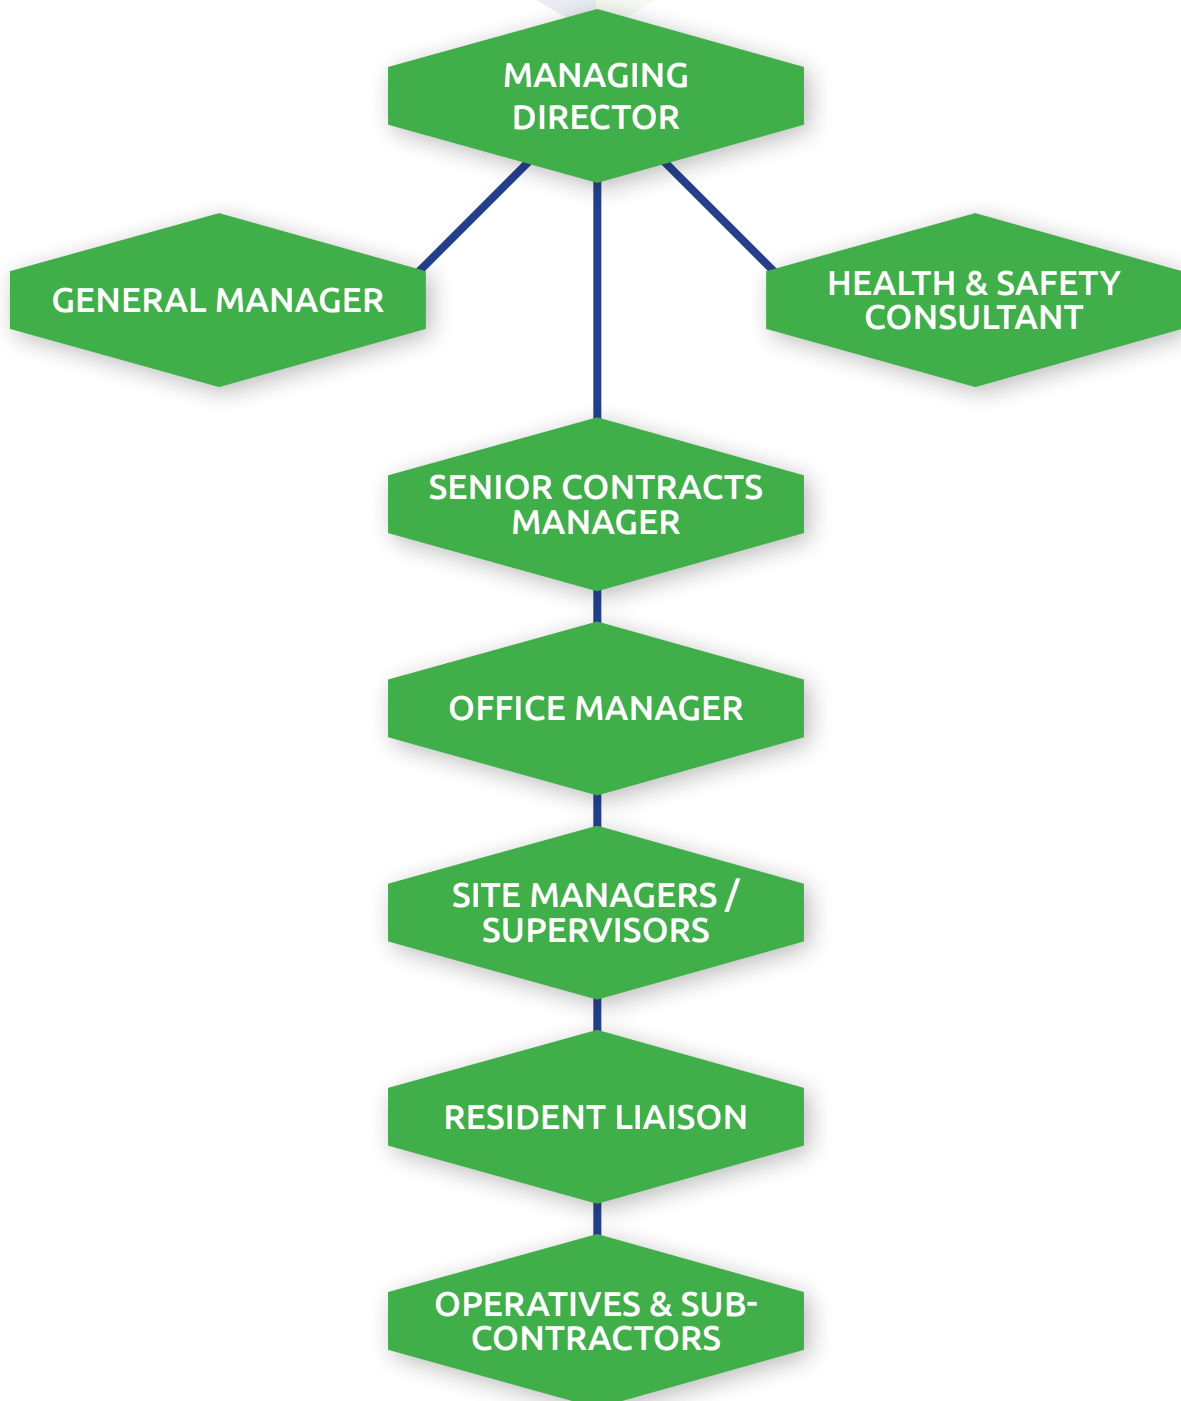 MANAGING
DIRECTOR
GENERAL MANAGER
HEALTH & SAFETY
CONSULTANT
SENIOR CONTRACTS
MANAGER
OFFICE MANAGER
SITE MANAGERS /
SUPERVISORS
RESIDENT LIAISON
OPERATIVES & SUB-
CONTRACTORS